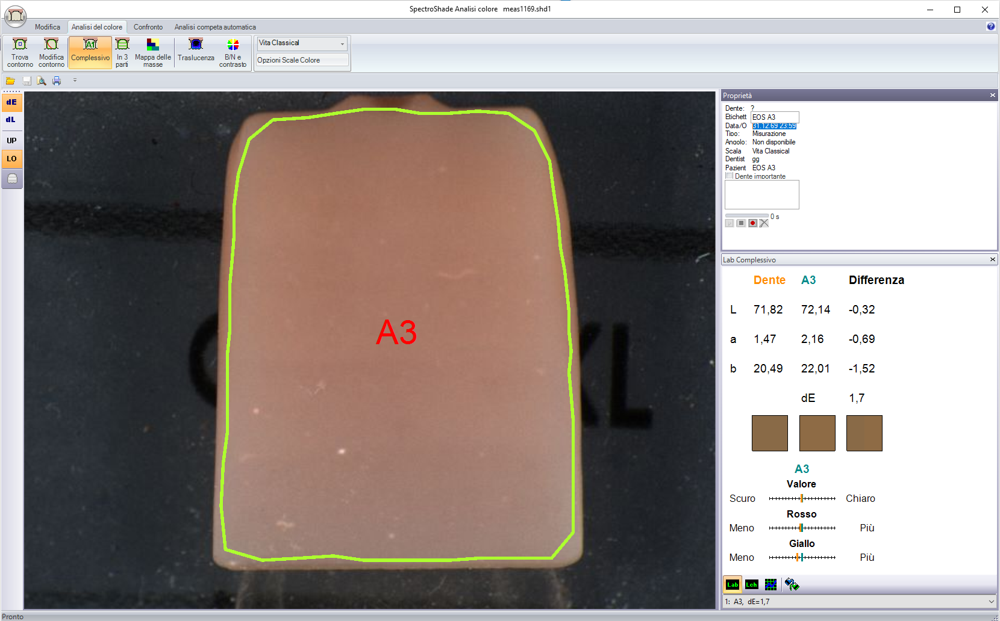 SpectroShade Analisi colore meas1169.shd1
Modifica Analisi del colore Confronto Analisi competa automatica
Trova contorno Modifica contorno Complessivo In 3 parti Mappa delle masse Traslucenza B/N e contrasto
Vita Classical
Opzioni Scale Colore
dE
dL
UP
LO
A3
XL
Proprietà
Dente: ?
Etichett EOS A3
Data/O 31.12.69 23:59
Tipo: Misurazione
Angolo: Non disponibile
Scala Vita Classical
Dentist gg
Pazient EOS A3
Dente importante
0 s
Lab Complessivo
Dente A3 Differenza
L 71,82 72,14 -0,32
a 1,47 2,16 -0,69
b 20,49 22,01 -1,52
dE 1,7
A3
Valore
Scuro Chiaro
Rosso
Meno Più
Giallo
Meno Più
Lab Lch
1: A3, dE=1,7
Pronto